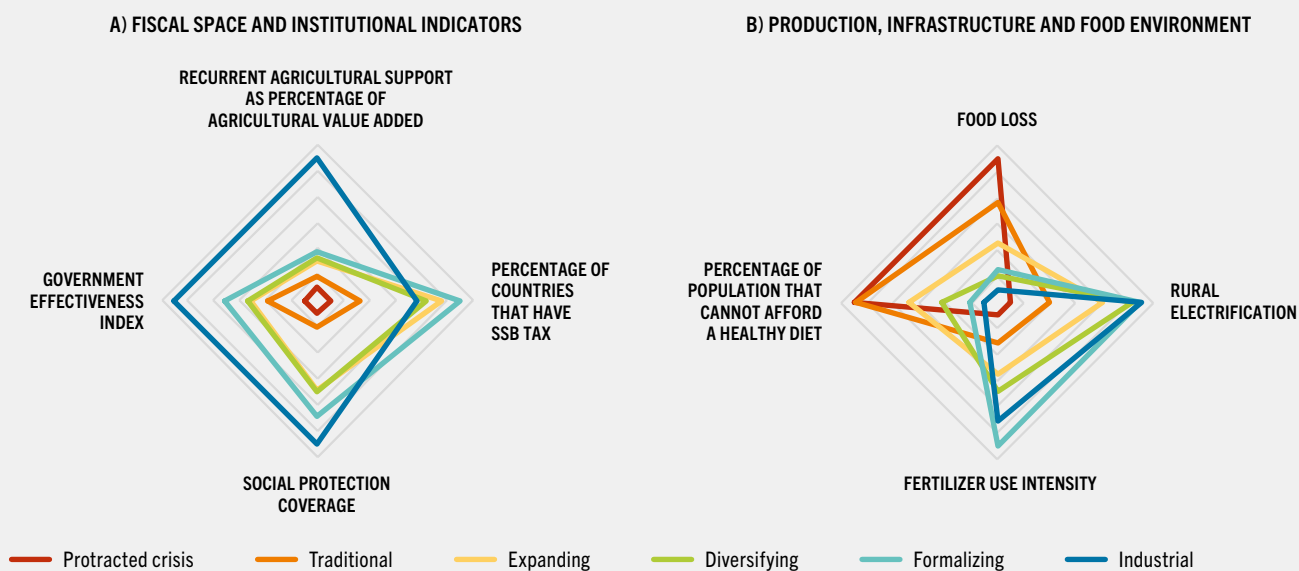 A) FISCAL SPACE AND INSTITUTIONAL INDICATORS
RECURRENT AGRICULTURAL SUPPORT
AS PERCENTAGE OF
AGRICULTURAL VALUE ADDED
GOVERNMENT
EFFECTIVENESS
INDEX
PERCENTAGE OF
COUNTRIES
THAT HAVE
SSB TAX
SOCIAL PROTECTION
COVERAGE
B) PRODUCTION, INFRASTRUCTURE AND FOOD ENVIRONMENT
FOOD LOSS
PERCENTAGE OF
POPULATION THAT
CANNOT AFFORD
A HEALTHY DIET
RURAL
ELECTRIFICATION
FERTILIZER USE INTENSITY
Protracted crisis
Traditional
Expanding
Diversifying
Formalizing
Industrial